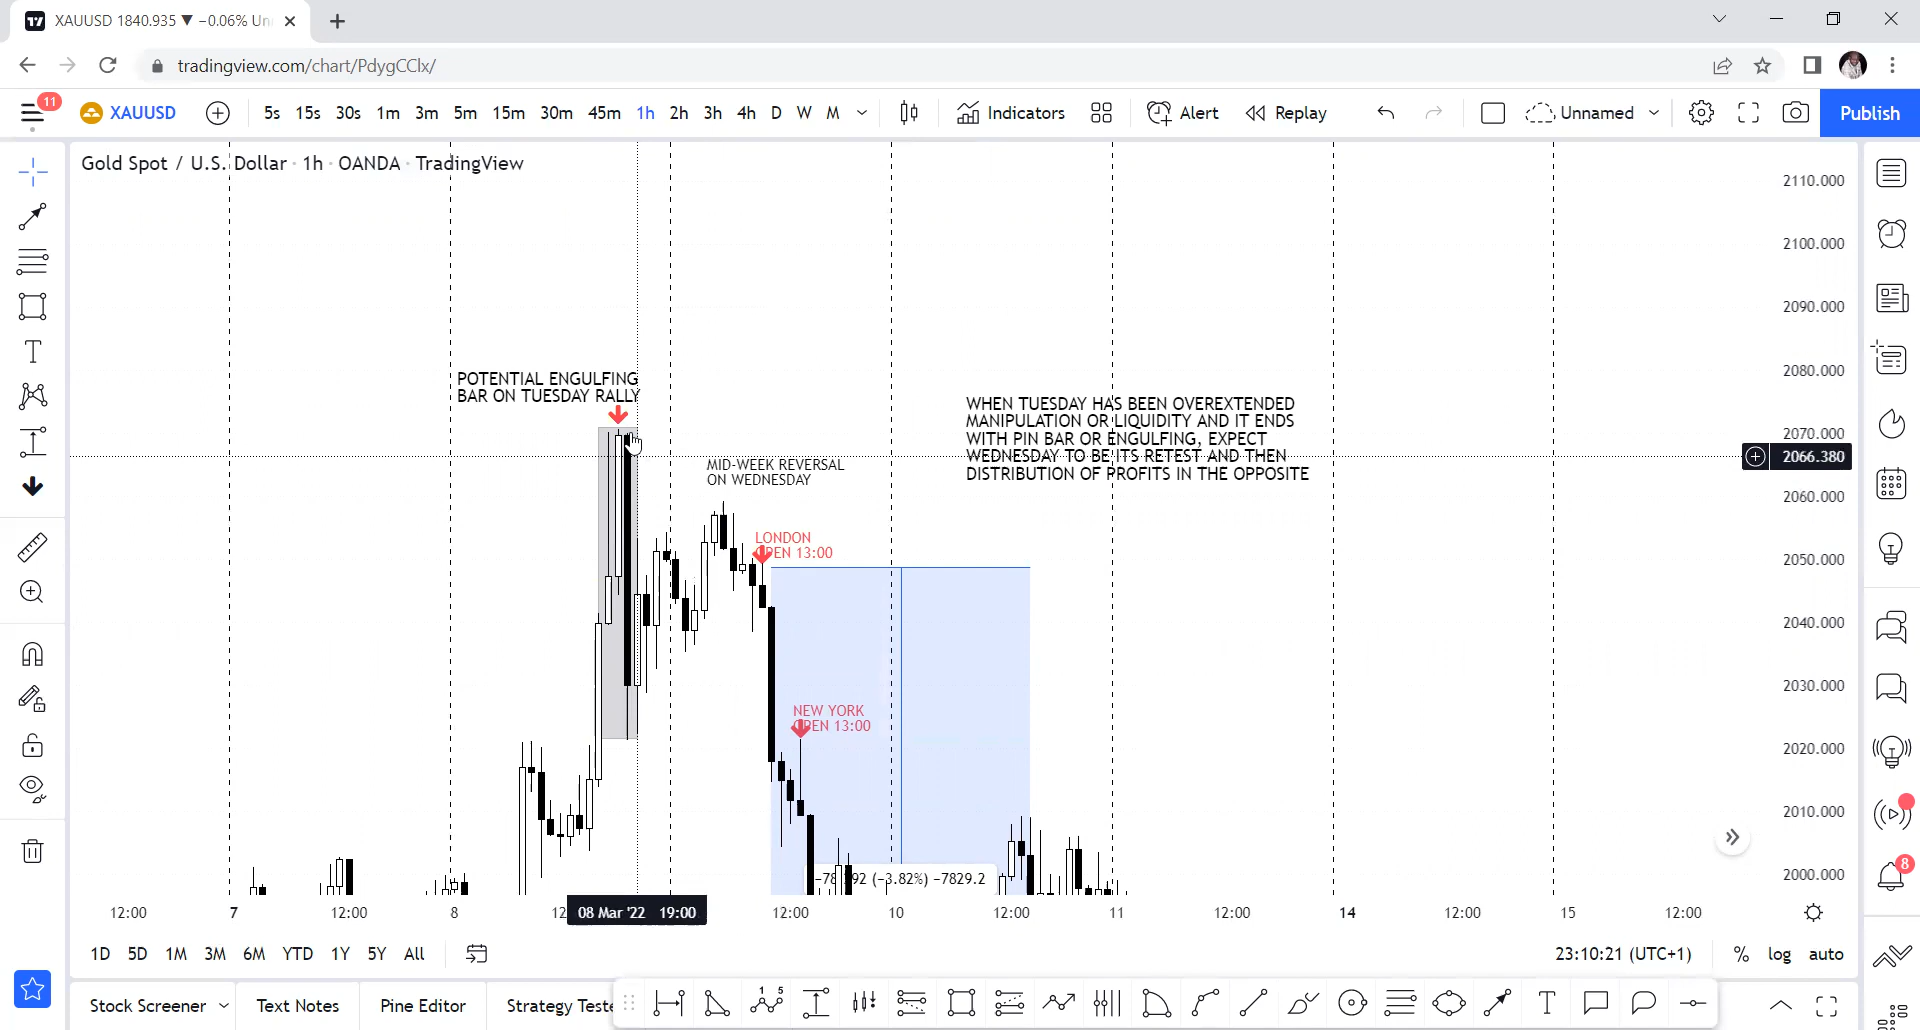 XAUUSD 1840.935 ▼ −0.06% Un
tradingview.com/chart/PdygCClx/
11
XAUUSD 5s 15s 30s 1m 3m 5m 15m 30m 45m 1h 2h 3h 4h D W M Indicators Alert Replay Unnamed Publish
Gold Spot / U.S. Dollar · 1h · OANDA · TradingView
2110.000
2100.000
2090.000
2080.000
2070.000
2066.380
2060.000
2050.000
2040.000
2030.000
2020.000
2010.000
2000.000
POTENTIAL ENGULFING
BAR ON TUESDAY RALLY
WHEN TUESDAY HAS BEEN OVEREXTENDED
MANIPULATION OR LIQUIDITY AND IT ENDS
WITH PIN BAR OR ENGULFING, EXPECT
WEDNESDAY TO BE ITS RETEST AND THEN
DISTRIBUTION OF PROFITS IN THE OPPOSITE
MID-WEEK REVERSAL
ON WEDNESDAY
LONDON
OPEN 13:00
NEW YORK
OPEN 13:00
(−3.82%) −7829.2
8
12:00 7 12:00 8 12: 08 Mar '22 19:00 12:00 10 12:00 11 12:00 14 12:00 15 12:00
1D 5D 1M 3M 6M YTD 1Y 5Y All 23:10:21 (UTC+1) % log auto
Stock Screener Text Notes Pine Editor Strategy Teste
1 5
T